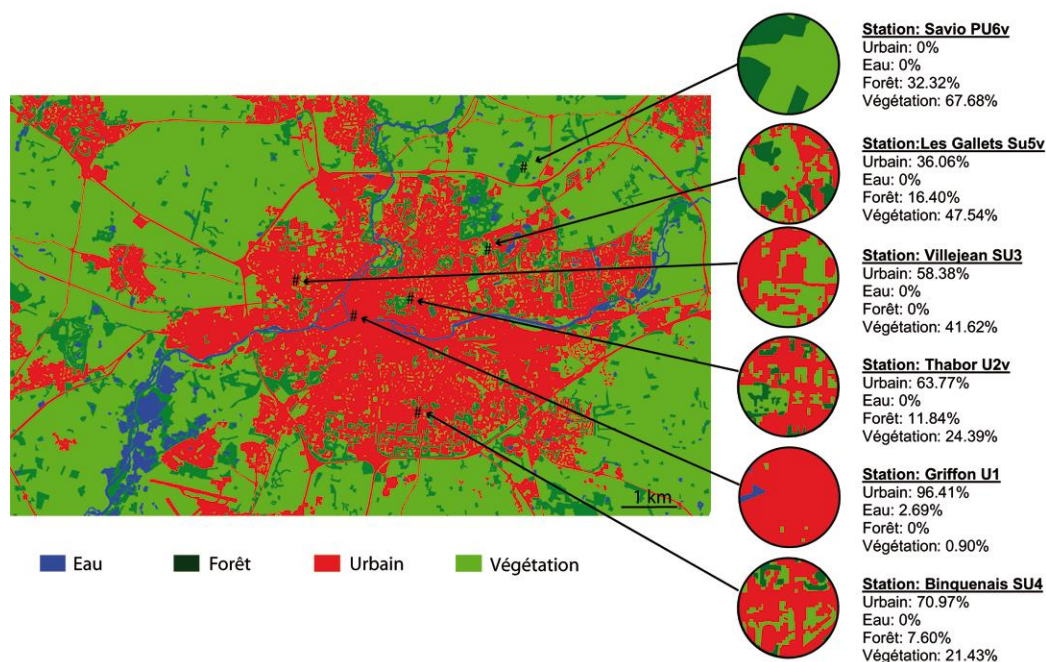 Station: Savio PU6v
Urbain: 0%
Eau: 0%
Forêt: 32.32%
Végétation: 67.68%
Station:Les Gallets Su5v
Urbain: 36.06%
Eau: 0%
Forêt: 16.40%
Végétation: 47.54%
Station: Villejean SU3
Urbain: 58.38%
Eau: 0%
Forêt: 0%
Végétation: 41.62%
Station: Thabor U2v
Urbain: 63.77%
Eau: 0%
Forêt: 11.84%
Végétation: 24.39%
Station: Griffon U1
Urbain: 96.41%
Eau: 2.69%
Forêt: 0%
Végétation: 0.90%
Station: Binquenais SU4
Urbain: 70.97%
Eau: 0%
Forêt: 7.60%
Végétation: 21.43%
#
#
#
#
#
#
1 km
Eau
Forêt
Urbain
Végétation